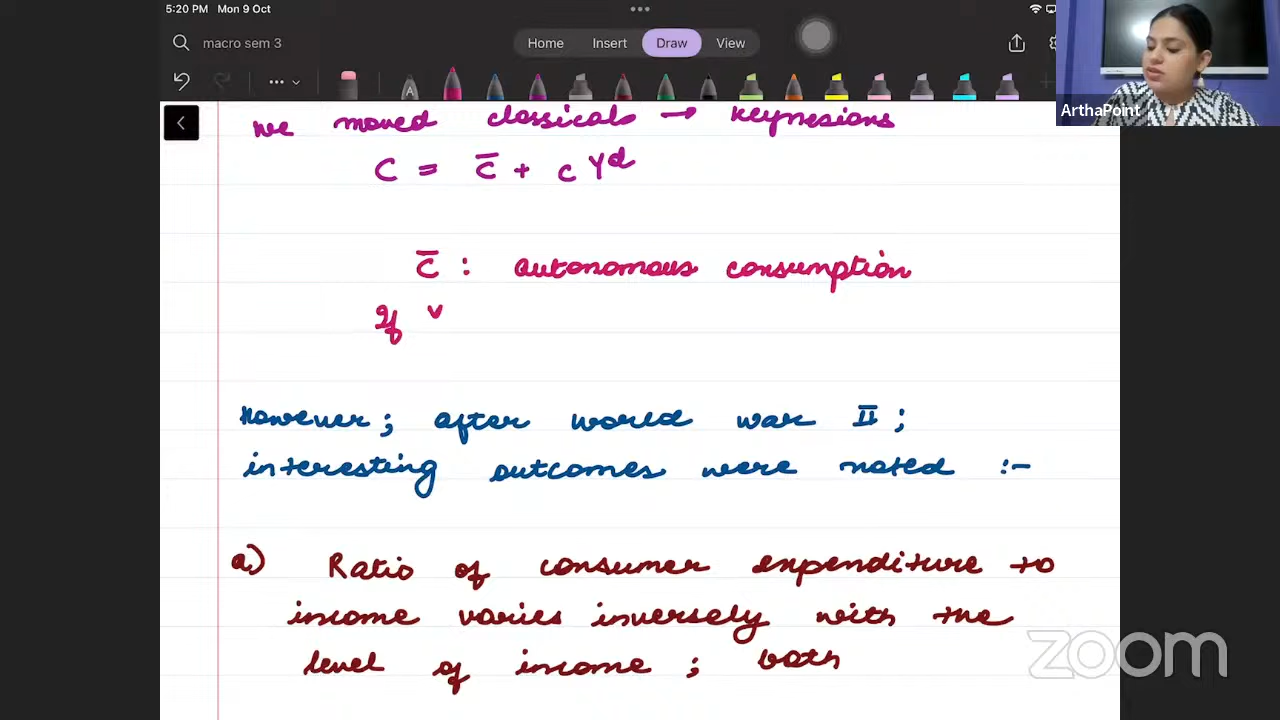 5:20 PM Mon 9 Oct
macro sem 3
Home Insert Draw View
A
ArthaPoint
we moved classicals → keynesians
C = C̅ + c Yᵈ
C̅ : autonomous consumption
If
However; after world war II;
interesting outcomes were noted :-
a) Ratio of consumer expenditure to
income varies inversely with the
level of income ; both
zoom